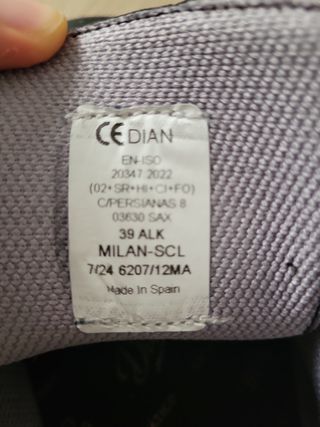 CE DIAN
EN-ISO
20347 2022
(02+SR+HI+CI+FO)
C/PERSIANAS 8
03630 SAX
39 ALK
MILAN-SCL
7/24 6207/12MA
Made In Spain